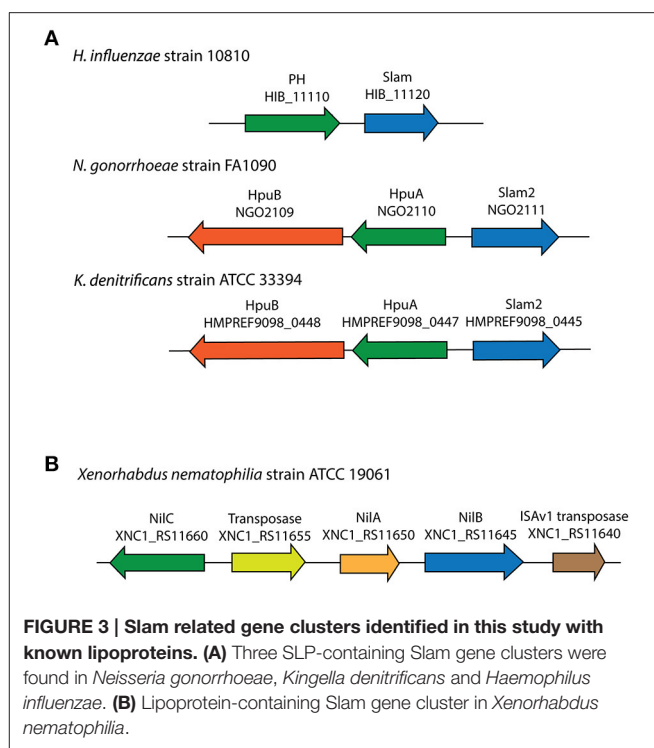 A
H. influenzae strain 10810
PH Slam
HIB_11110 HIB_11120
N. gonorrhoeae strain FA1090
HpuB HpuA Slam2
NGO2109 NGO2110 NGO2111
K. denitrificans strain ATCC 33394
HpuB HpuA Slam2
HMPREF9098_0448 HMPREF9098_0447 HMPREF9098_0445
B
Xenorhabdus nematophilia strain ATCC 19061
NilC Transposase NilA NilB ISAv1 transposase
XNC1_RS11660 XNC1_RS11655 XNC1_RS11650 XNC1_RS11645 XNC1_RS11640
FIGURE 3 | Slam related gene clusters identified in this study with
known lipoproteins. (A) Three SLP-containing Slam gene clusters were
found in Neisseria gonorrhoeae, Kingella denitrificans and Haemophilus
influenzae. (B) Lipoprotein-containing Slam gene cluster in Xenorhabdus
nematophilia.